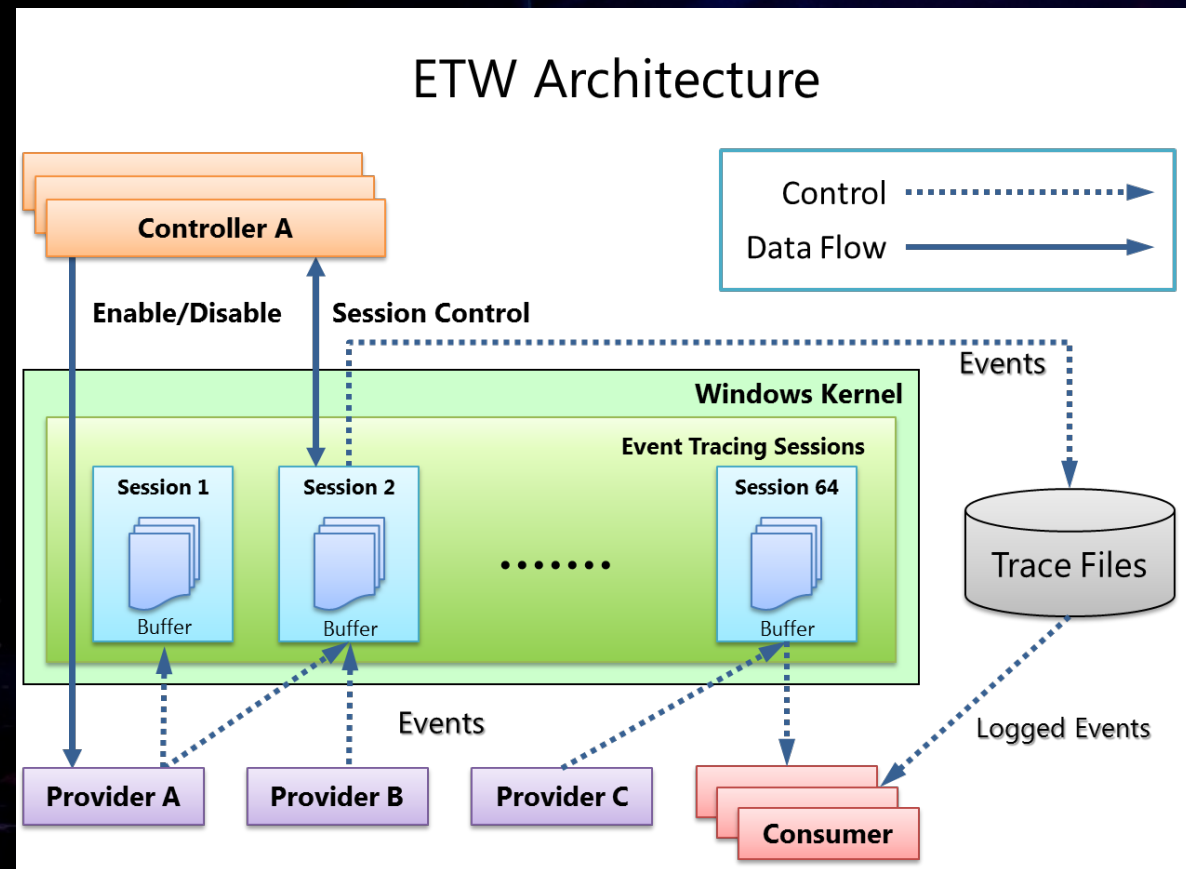 ETW Architecture
Control
Data Flow
Controller A
Enable/Disable
Session Control
Events
Windows Kernel
Event Tracing Sessions
Session 1
Session 2
Session 64
.......
Buffer
Buffer
Buffer
Trace Files
Events
Logged Events
Provider A
Provider B
Provider C
Consumer